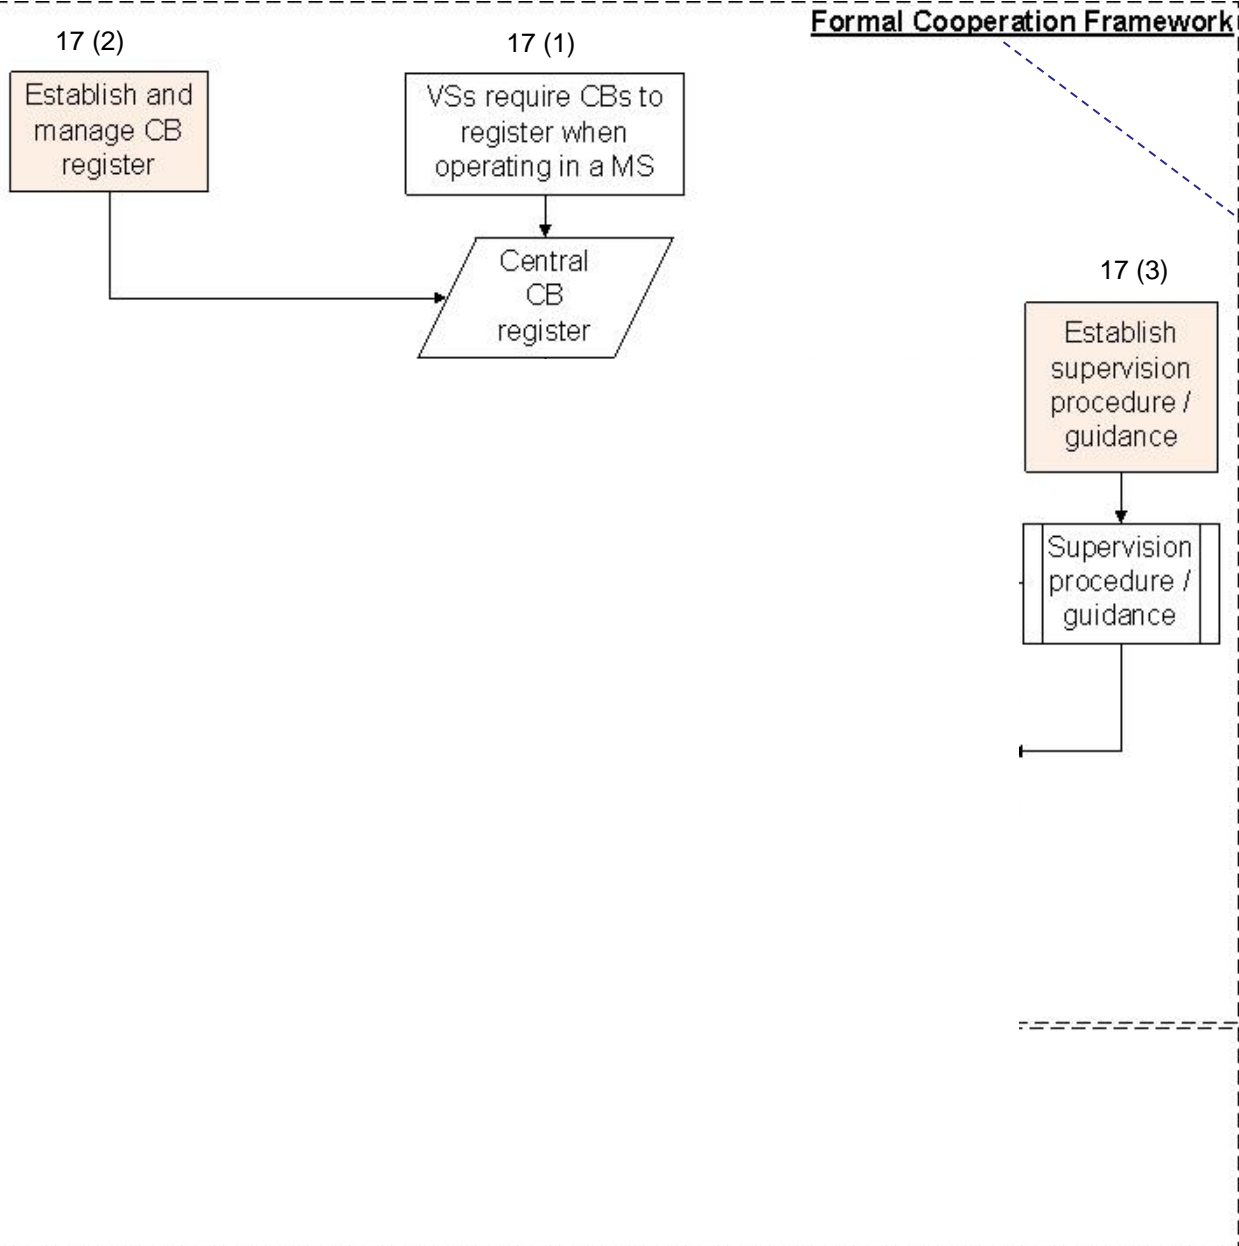 Formal Cooperation Framework
17 (2)
Establish and
manage CB
register
17 (1)
VSs require CBs to
register when
operating in a MS
Central
CB
register
17 (3)
Establish
supervision
procedure /
guidance
Supervision
procedure /
guidance